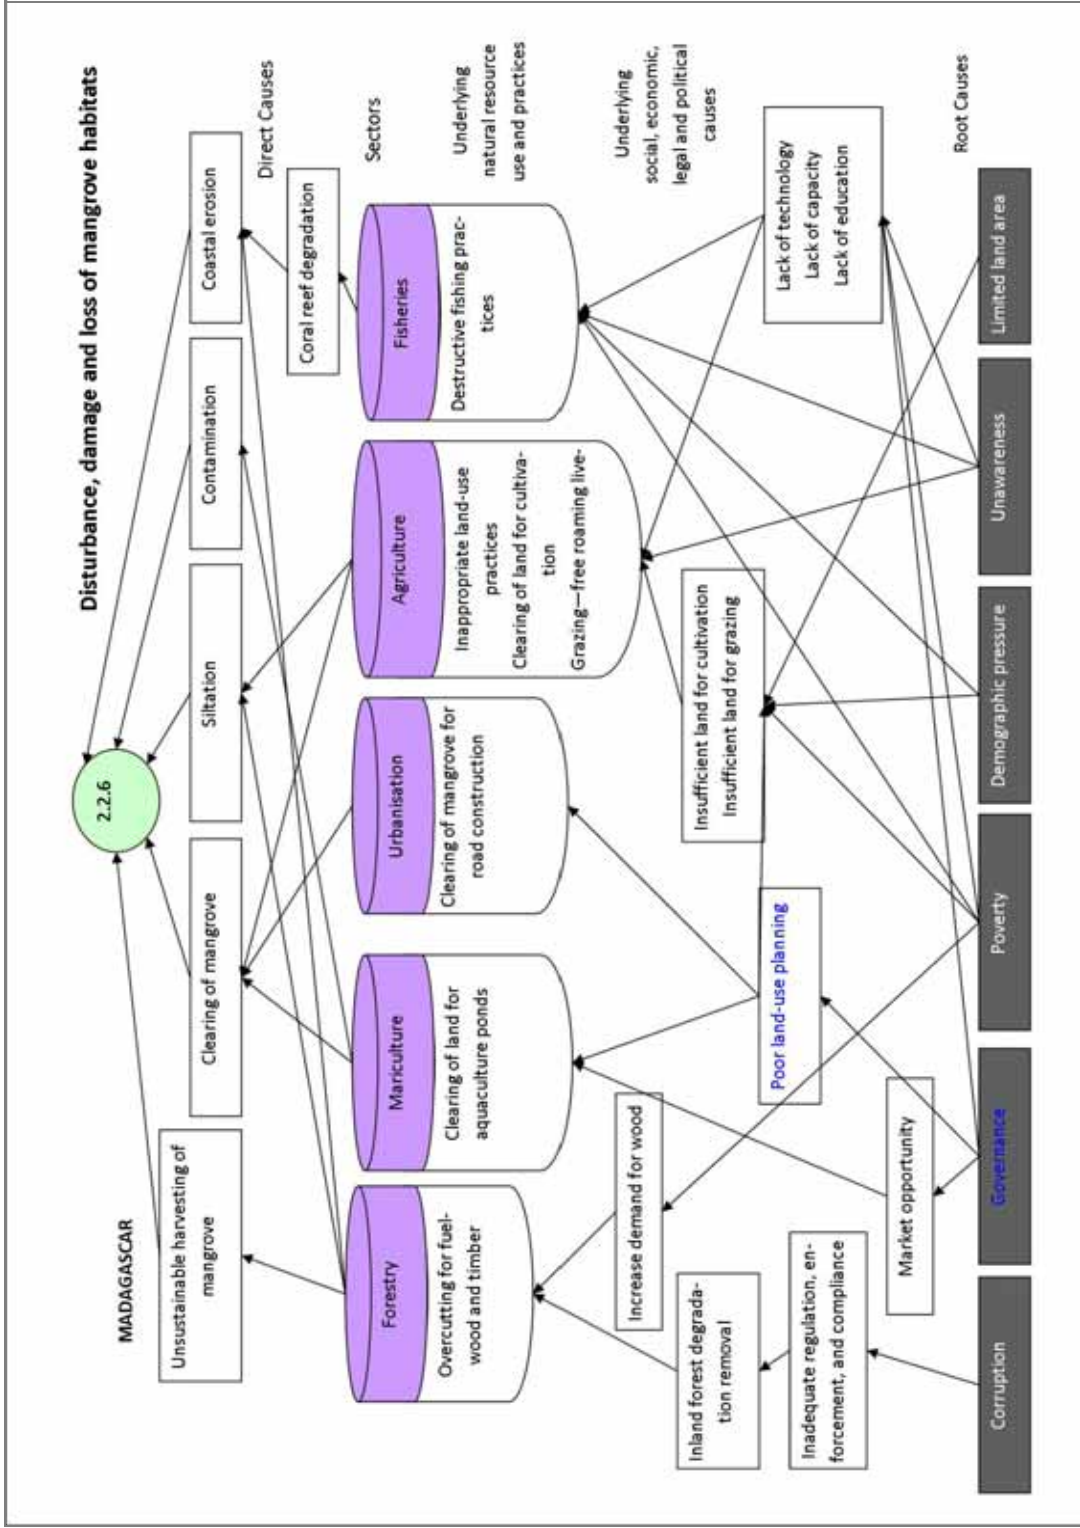 Disturbance, damage and loss of mangrove habitats
MADAGASCAR
2.2.6
Unsustainable harvesting of
mangrove
Clearing of mangrove
Siltation
Contamination
Coastal erosion
Direct Causes
Coral reef degradation
Sectors
Forestry
Mariculture
Urbanisation
Agriculture
Fisheries
Overcutting for fuel-
wood and timber
Clearing of land for
aquaculture ponds
Clearing of mangrove for
road construction
Inappropriate land-use
practices
Clearing of land for cultiva-
tion
Grazing—free roaming live-
Destructive fishing prac-
tices
Underlying
natural resource
use and practices
Increase demand for wood
Inland forest degrada-
tion removal
Inadequate regulation, en-
forcement, and compliance
Market opportunity
Poor land-use planning
Insufficient land for cultivation
Insufficient land for grazing
Lack of technology
Lack of capacity
Lack of education
Underlying
social, economic,
legal and political
causes
Root Causes
Corruption
Governance
Poverty
Demographic pressure
Unawareness
Limited land area